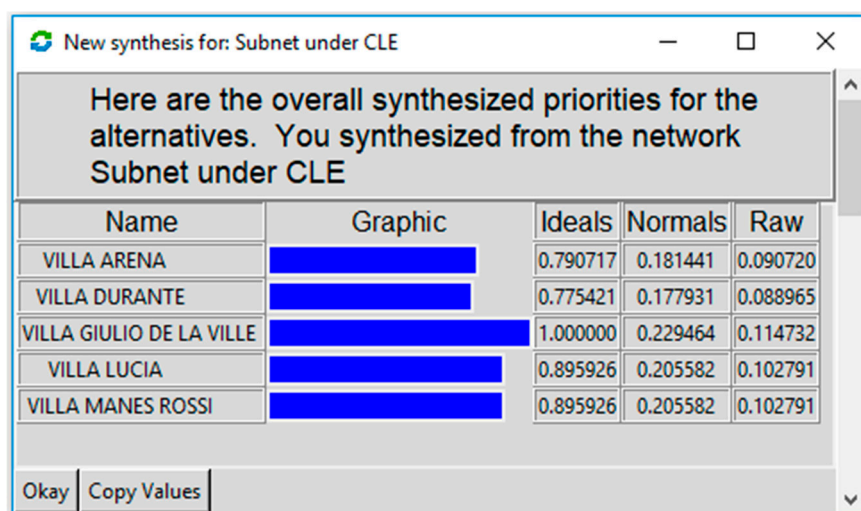 New synthesis for: Subnet under CLE
Here are the overall synthesized priorities for the
alternatives. You synthesized from the network
Subnet under CLE
Name Graphic Ideals Normals Raw
VILLA ARENA 0.790717 0.181441 0.090720
VILLA DURANTE 0.775421 0.177931 0.088965
VILLA GIULIO DE LA VILLE 1.000000 0.229464 0.114732
VILLA LUCIA 0.895926 0.205582 0.102791
VILLA MANES ROSSI 0.895926 0.205582 0.102791
Okay Copy Values